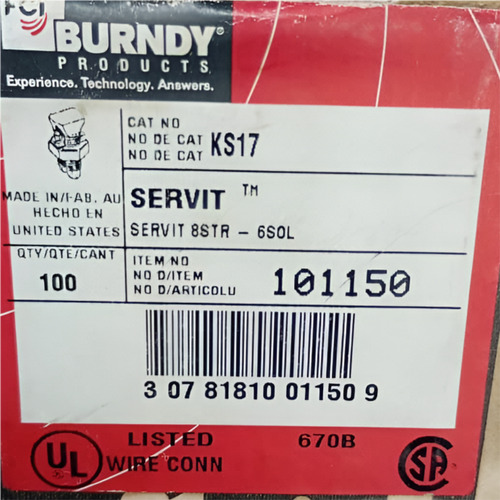 FCI
BURNDY®
PRODUCTS
Experience. Technology. Answers.
CAT NO
NO DE CAT KS17
NO DE CAT
MADE IN/FAB. AU
HECHO EN
UNITED STATES
SERVIT ™
SERVIT 8STR - 6SOL
QTY/QTE/CANT
100
ITEM NO
NO D/ITEM
NO D/ARTICULU
101150
3 07 81810 01150 9
UL
LISTED
WIRE CONN
670B
CSA